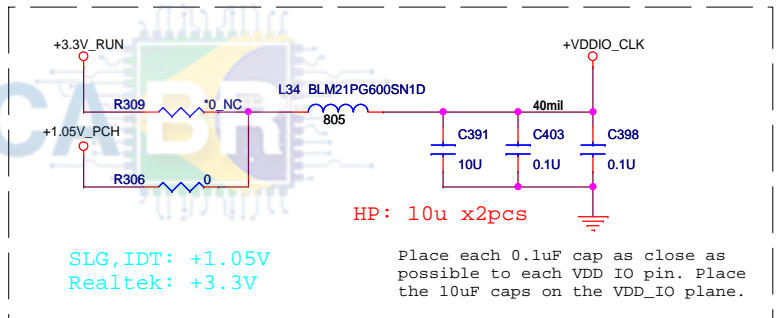 +3.3V_RUN
+VDDIO_CLK
L34 BLM21PG600SN1D
R309
*0_NC
805
40mil
+1.05V_PCH
C391
C403
C398
10U
0.1U
0.1U
R306
0
HP: 10u x2pcs
SLG,IDT: +1.05V
Realtek: +3.3V
Place each 0.1uF cap as close as
possible to each VDD IO pin. Place
the 10uF caps on the VDD_IO plane.
CA BR